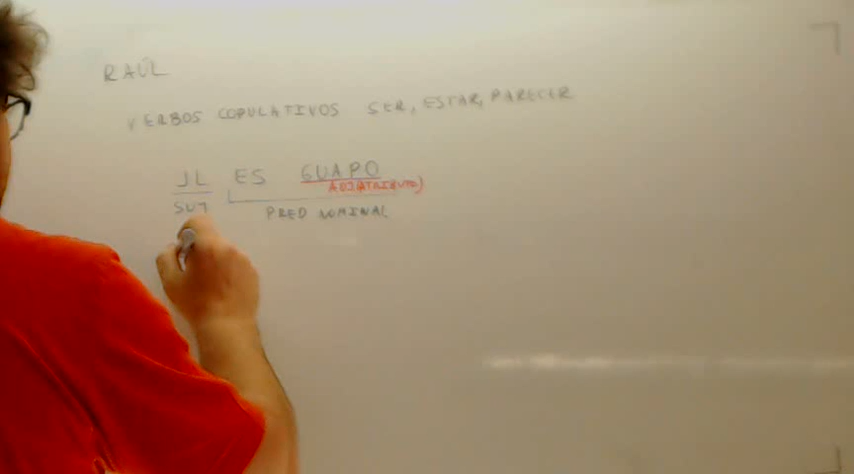 RAÚL
VERBOS COPULATIVOS SER, ESTAR, PARECER
JL ES GUAPO
ADJ(ATRIBUTO)
SUJ PRED NOMINAL